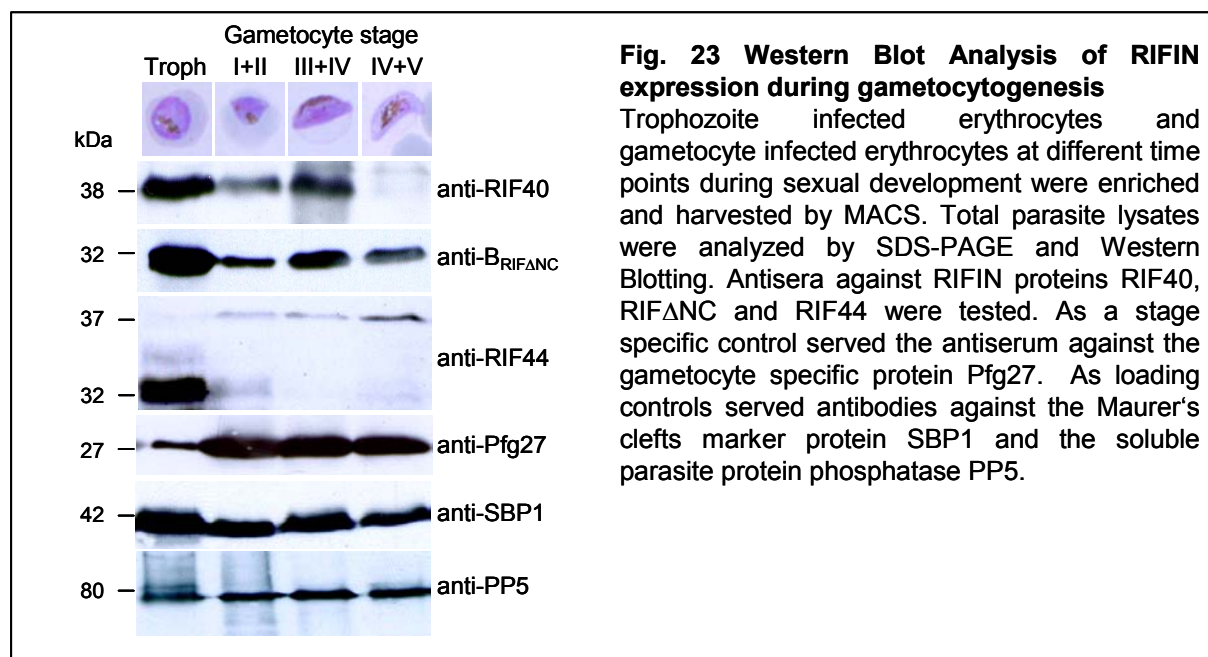 Gametocyte stage
Troph I+II III+IV IV+V
kDa
38 anti-RIF40
32 anti-BRIFΔNC
37
anti-RIF44
32
27 anti-Pfg27
42 anti-SBP1
80 anti-PP5
Fig. 23 Western Blot Analysis of RIFIN
expression during gametocytogenesis
Trophozoite infected erythrocytes and
gametocyte infected erythrocytes at different time
points during sexual development were enriched
and harvested by MACS. Total parasite lysates
were analyzed by SDS-PAGE and Western
Blotting. Antisera against RIFIN proteins RIF40,
RIFΔNC and RIF44 were tested. As a stage
specific control served the antiserum against the
gametocyte specific protein Pfg27. As loading
controls served antibodies against the Maurer‘s
clefts marker protein SBP1 and the soluble
parasite protein phosphatase PP5.